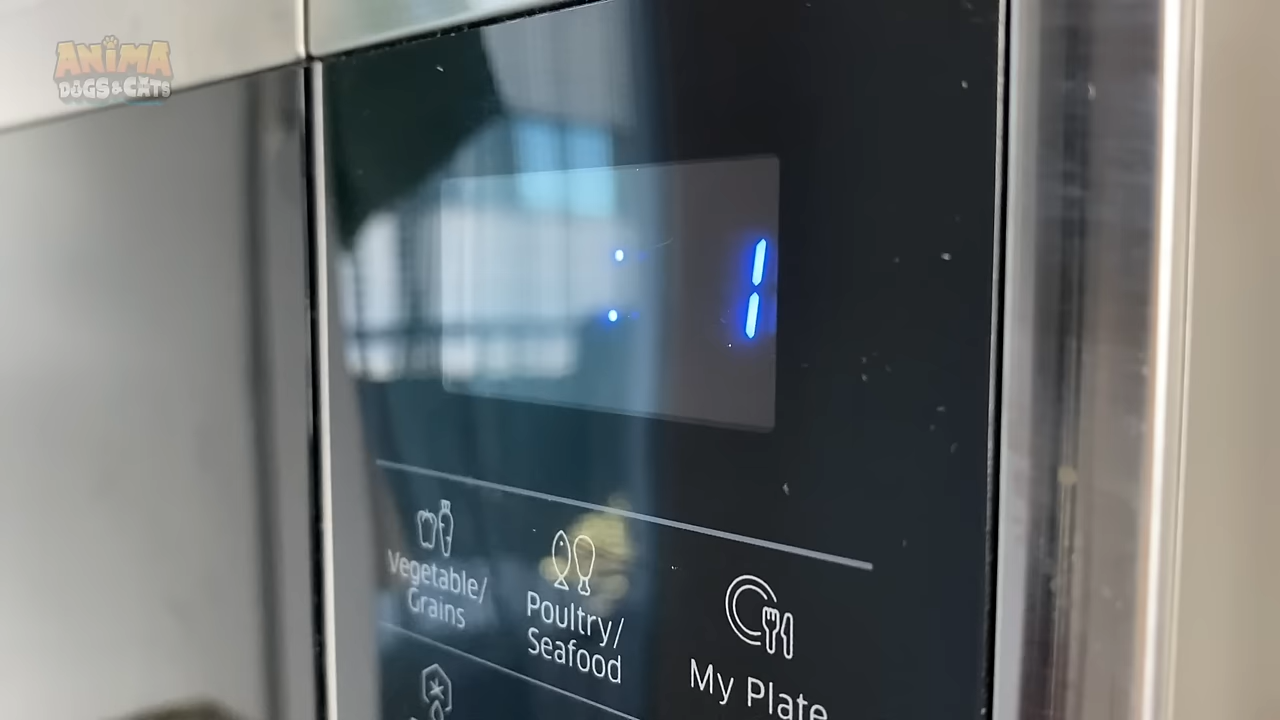 ANIMA
DOGS & CATS
: 1
Vegetable/
Grains
Poultry/
Seafood
My Plate